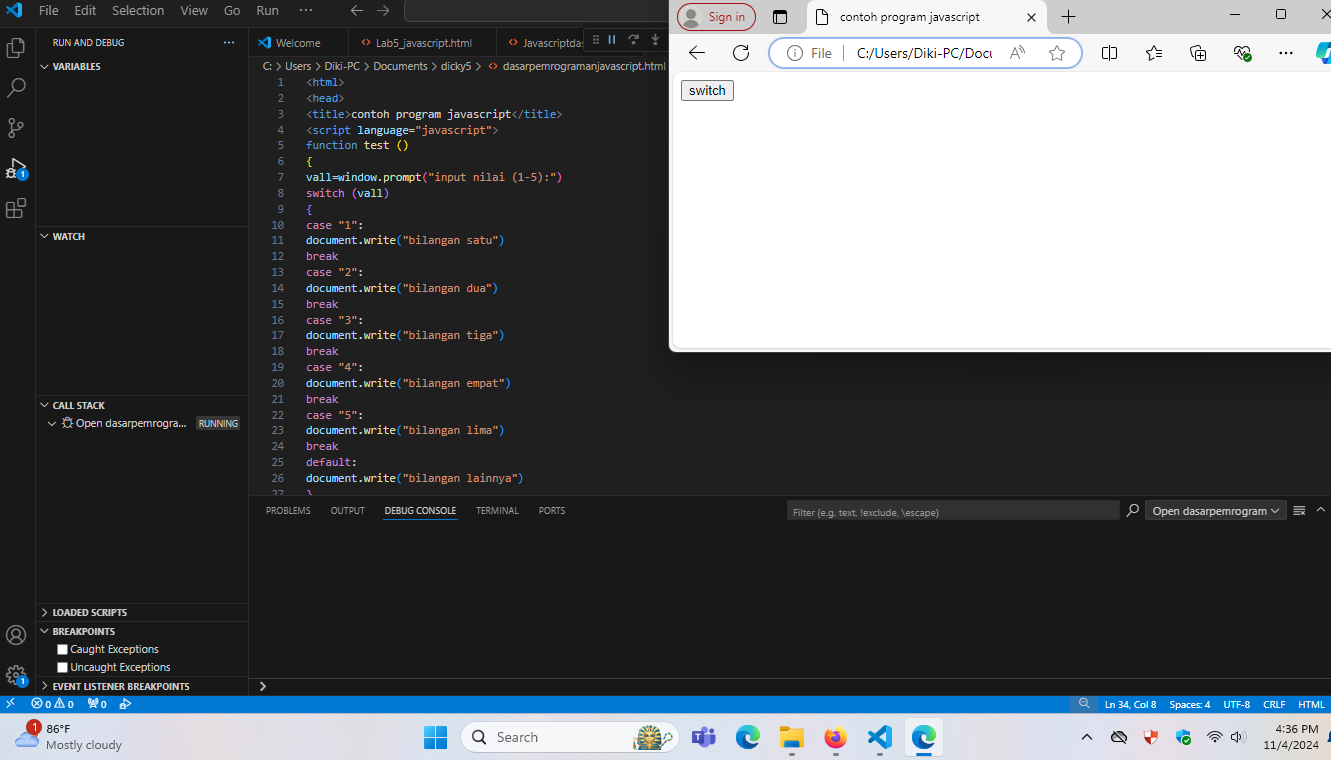 File Edit Selection View Go Run ···
RUN AND DEBUG ···
VARIABLES
WATCH
CALL STACK
Open dasarpemrogra... RUNNING
LOADED SCRIPTS
BREAKPOINTS
Caught Exceptions
Uncaught Exceptions
EVENT LISTENER BREAKPOINTS
1
1
Welcome Lab5_javascript.html Javascriptda
C: > Users > Diki-PC > Documents > dicky5 > dasarpemrogramanjavascript.html
1 <html>
2 <head>
3 <title>contoh program javascript</title>
4 <script language="javascript">
5 function test ()
6 {
7 vall=window.prompt("input nilai (1-5):")
8 switch (vall)
9 {
10 case "1":
11 document.write("bilangan satu")
12 break
13 case "2":
14 document.write("bilangan dua")
15 break
16 case "3":
17 document.write("bilangan tiga")
18 break
19 case "4":
20 document.write("bilangan empat")
21 break
22 case "5":
23 document.write("bilangan lima")
24 break
25 default:
26 document.write("bilangan lainnya")
27 }
Sign in contoh program javascript
File C:/Users/Diki-PC/Docu
switch
PROBLEMS OUTPUT DEBUG CONSOLE TERMINAL PORTS Filter (e.g. text, !exclude, \escape) Open dasarpemrogram
0 0 0 Ln 34, Col 8 Spaces: 4 UTF-8 CRLF HTML
1 86°F
Mostly cloudy
Search
4:36 PM
11/4/2024